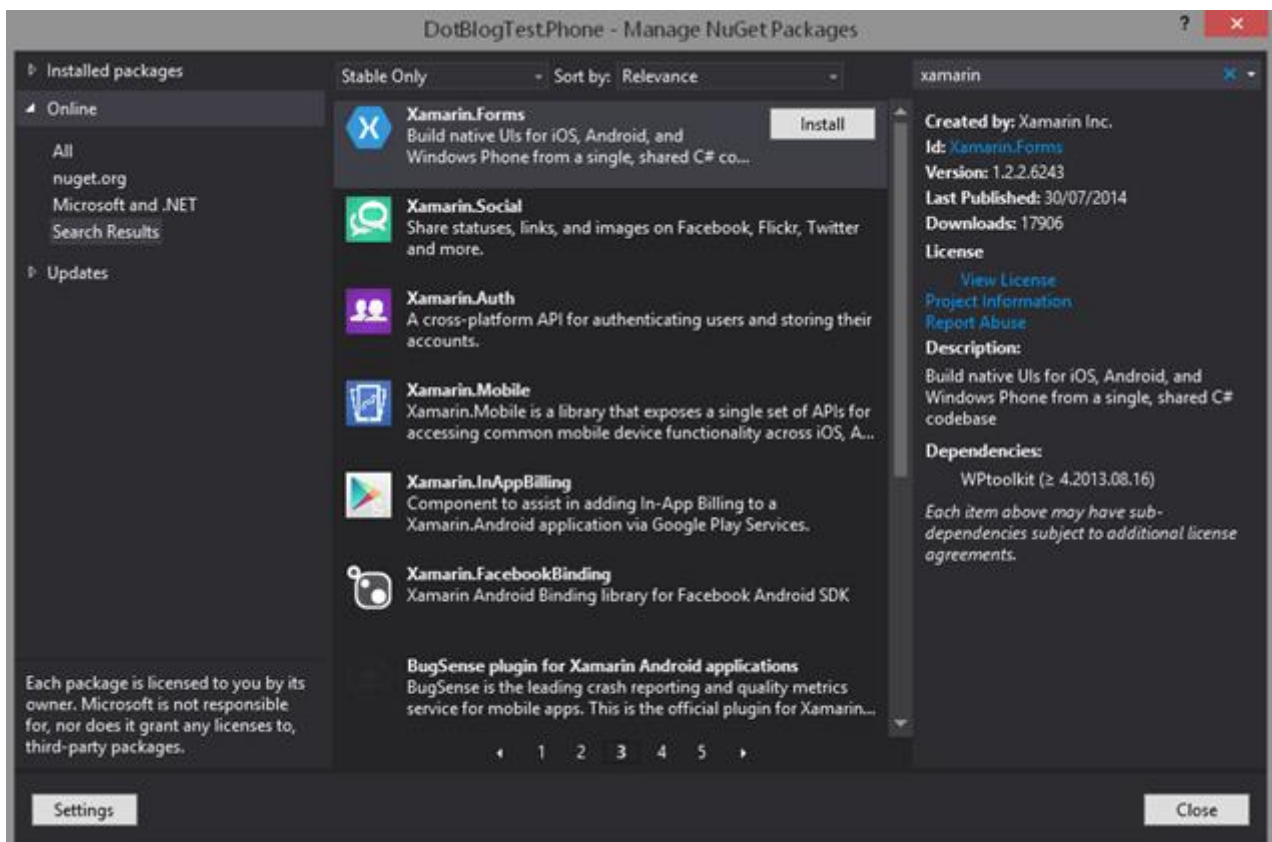 DotBlogTest.Phone - Manage NuGet Packages
?
Installed packages
Online
All
nuget.org
Microsoft and .NET
Search Results
Updates
Each package is licensed to you by its
owner. Microsoft is not responsible
for, nor does it grant any licenses to,
third-party packages.
Stable Only
Sort by: Relevance
Xamarin.Forms
Build native UIs for iOS, Android, and
Windows Phone from a single, shared C# co...
Install
Xamarin.Social
Share statuses, links, and images on Facebook, Flickr, Twitter
and more.
Xamarin.Auth
A cross-platform API for authenticating users and storing their
accounts.
Xamarin.Mobile
Xamarin.Mobile is a library that exposes a single set of APIs for
accessing common mobile device functionality across iOS, A...
Xamarin.InAppBilling
Component to assist in adding In-App Billing to a
Xamarin.Android application via Google Play Services.
Xamarin.FacebookBinding
Xamarin Android Binding library for Facebook Android SDK
BugSense plugin for Xamarin Android applications
BugSense is the leading crash reporting and quality metrics
service for mobile apps. This is the official plugin for Xamarin...
1 2 3 4 5
xamarin
Created by: Xamarin Inc.
Id: Xamarin.Forms
Version: 1.2.2.6243
Last Published: 30/07/2014
Downloads: 17906
License
View License
Project Information
Report Abuse
Description:
Build native UIs for iOS, Android, and
Windows Phone from a single, shared C#
codebase
Dependencies:
WPtoolkit (≥ 4.2013.08.16)
Each item above may have sub-
dependencies subject to additional license
agreements.
Settings
Close